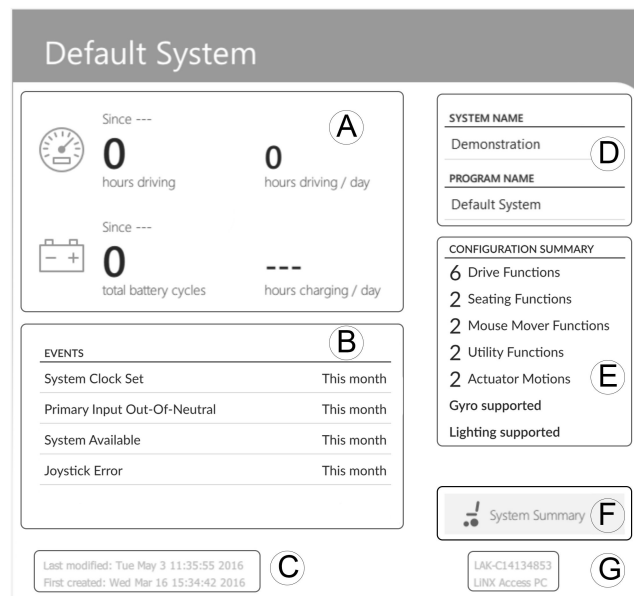 Default System
Since ---
A
0
0
hours driving
hours driving / day
Since ---
0
---
total battery cycles
hours charging / day
B
EVENTS
System Clock Set This month
Primary Input Out-Of-Neutral This month
System Available This month
Joystick Error This month
Last modified: Tue May 3 11:35:55 2016
First created: Wed Mar 16 15:34:42 2016
C
SYSTEM NAME
Demonstration
D
PROGRAM NAME
Default System
CONFIGURATION SUMMARY
6 Drive Functions
2 Seating Functions
2 Mouse Mover Functions
2 Utility Functions
2 Actuator Motions
E
Gyro supported
Lighting supported
System Summary
F
LAK-C14134853
LiNX Access PC
G